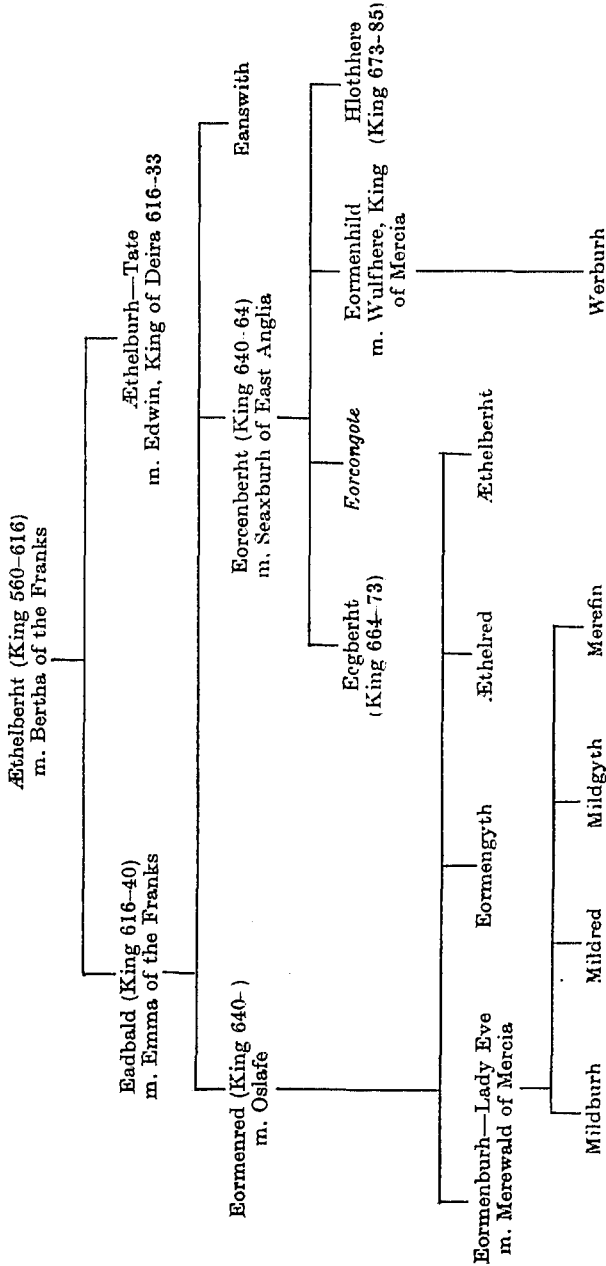 Æthelberht (King 560–616)
m. Bertha of the Franks
Eadbald (King 616–40)
m. Emma of the Franks
Æthelburh—Tate
m. Edwin, King of Deira 616–33
Eormenred (King 640– )
m. Oslafe
Eorcenberht (King 640–64)
m. Seaxburh of East Anglia
Eanswith
Ecgberht
(King 664–73)
Eorcongote
Eormenhild
m. Wulfhere, King
of Mercia
Hlothhere
(King 673–85)
Eormenburh—Lady Eve
m. Merewald of Mercia
Eormengyth
Æthelred
Æthelberht
Werburh
Mildburh
Mildred
Mildgyth
Merefin